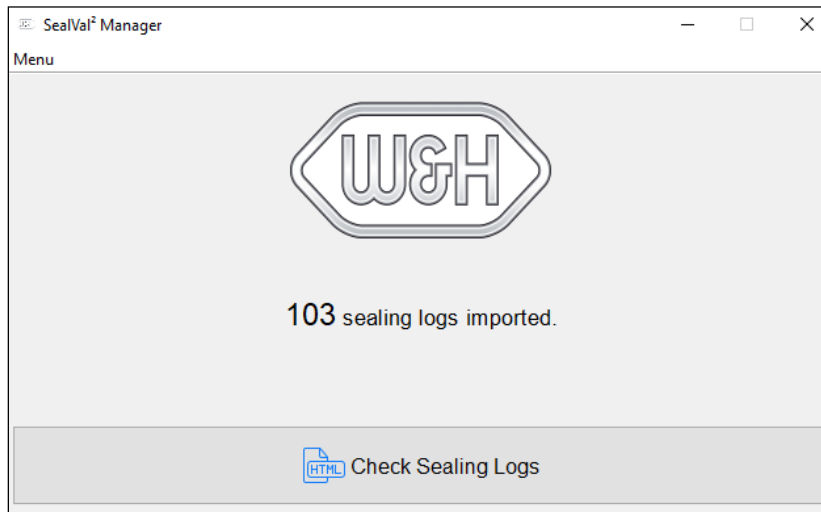 SealVal² Manager
Menu
W&H
103 sealing logs imported.
HTML Check Sealing Logs